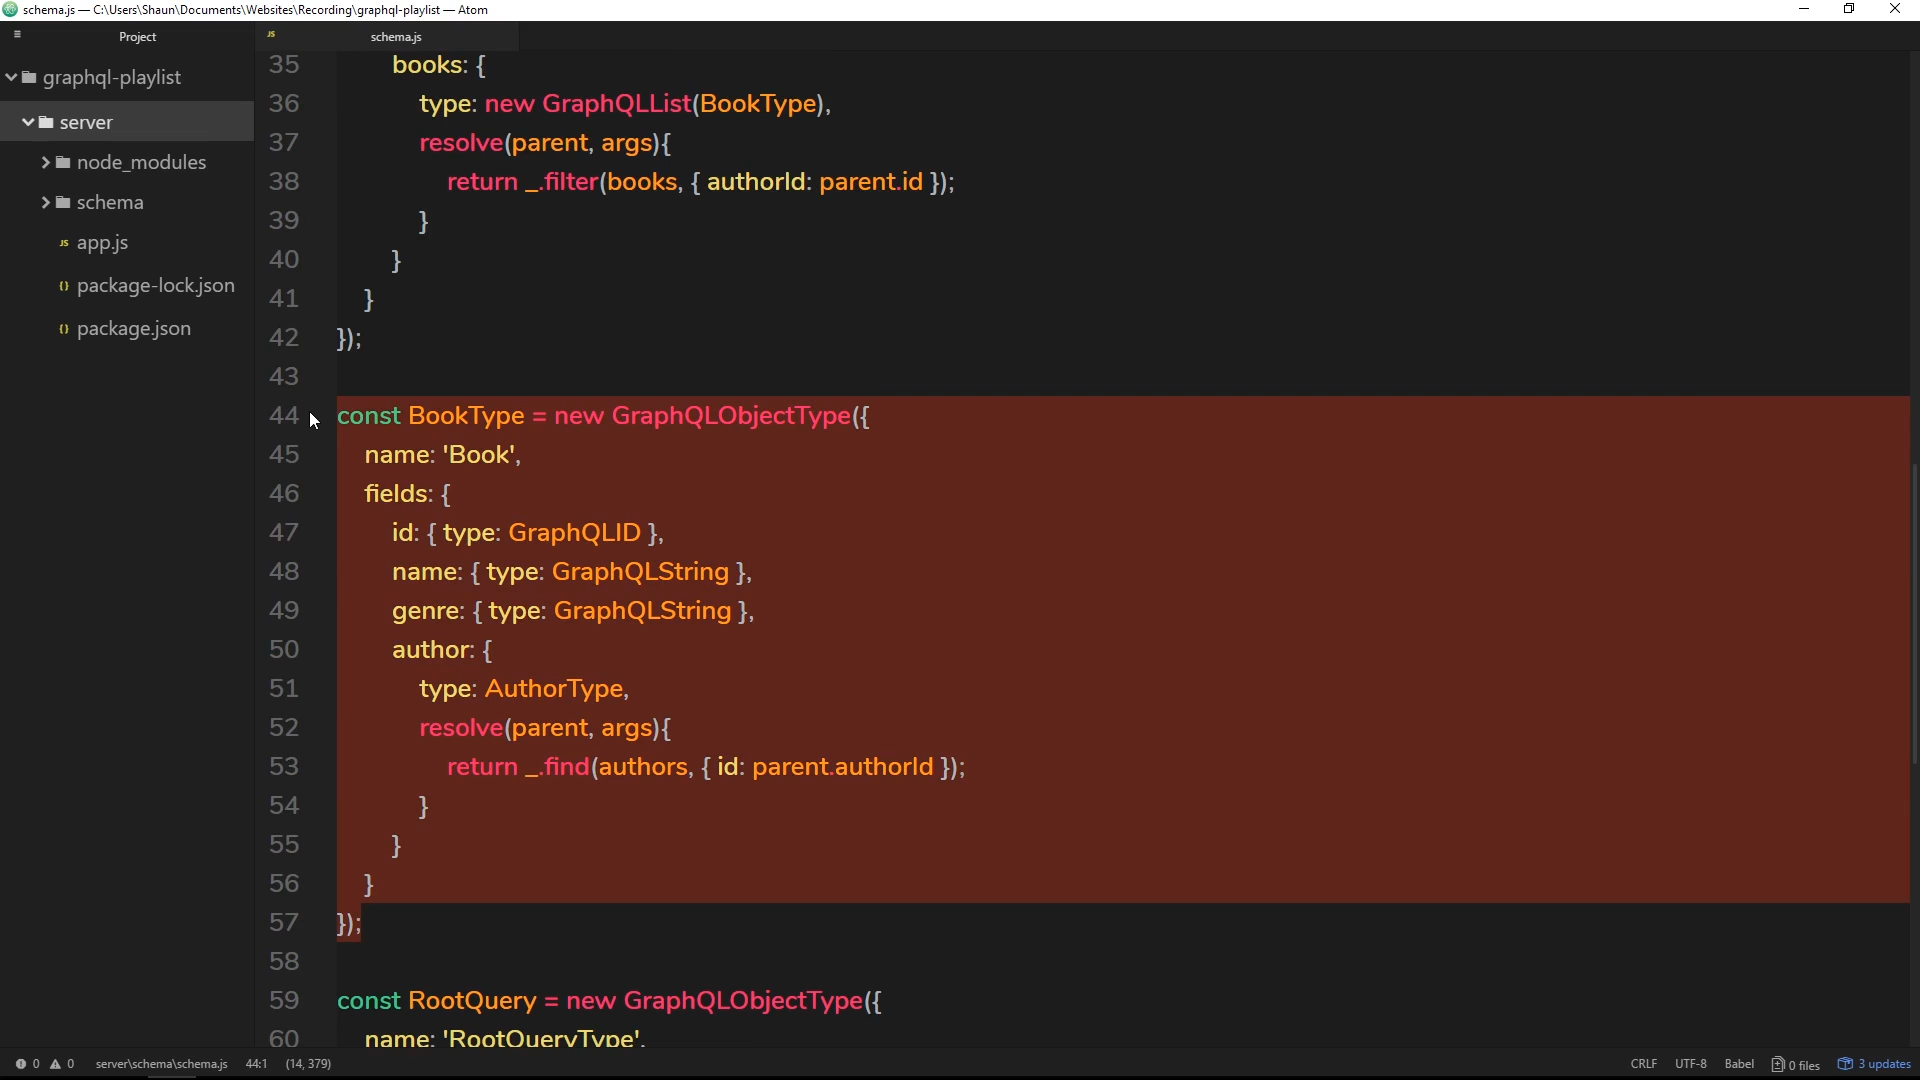 schema.js — C:\Users\Shaun\Documents\Websites\Recording\graphql-playlist — Atom
Project
JS schema.js
graphql-playlist
server
node_modules
schema
JS app.js
{} package-lock.json
{} package.json
35 books: {
36 type: new GraphQLList(BookType),
37 resolve(parent, args){
38 return _.filter(books, { authorId: parent.id });
39 }
40 }
41 }
42 });
43
44 const BookType = new GraphQLObjectType({
45 name: 'Book',
46 fields: {
47 id: { type: GraphQLID },
48 name: { type: GraphQLString },
49 genre: { type: GraphQLString },
50 author: {
51 type: AuthorType,
52 resolve(parent, args){
53 return _.find(authors, { id: parent.authorId });
54 }
55 }
56 }
57 });
58
59 const RootQuery = new GraphQLObjectType({
60 name: 'RootQueryType',
0 0 server\schema\schema.js 44:1 (14, 379) CRLF UTF-8 Babel 0 files 3 updates